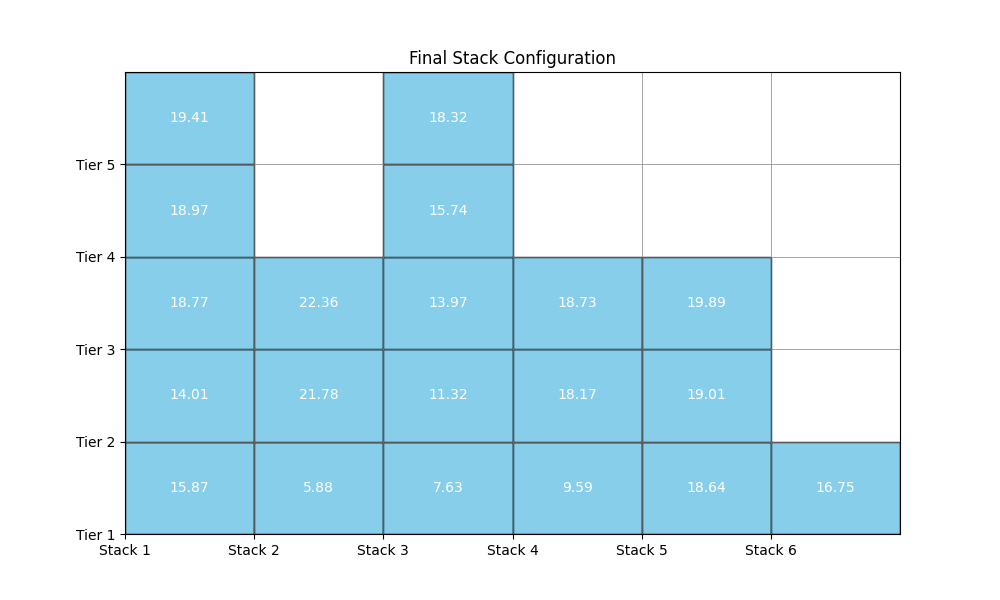 Final Stack Configuration
19.41 18.32
Tier 5
18.97 15.74
Tier 4
18.77 22.36 13.97 18.73 19.89
Tier 3
14.01 21.78 11.32 18.17 19.01
Tier 2
15.87 5.88 7.63 9.59 18.64 16.75
Tier 1
Stack 1 Stack 2 Stack 3 Stack 4 Stack 5 Stack 6